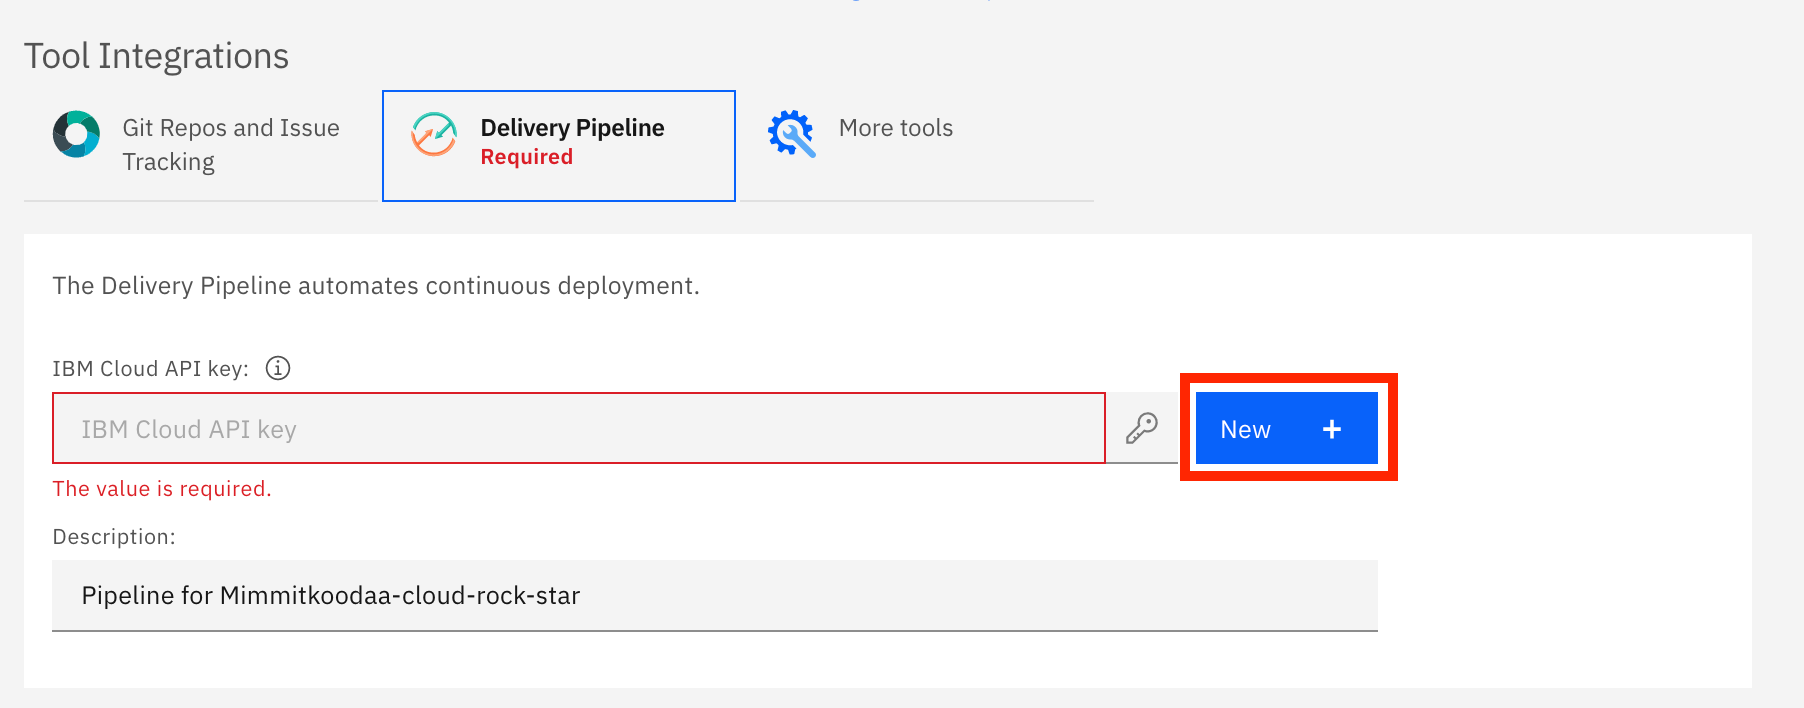 Tool Integrations
Git Repos and Issue
Tracking
Delivery Pipeline
Required
More tools
The Delivery Pipeline automates continuous deployment.
IBM Cloud API key:
IBM Cloud API key
New +
The value is required.
Description:
Pipeline for Mimmitkoodaa-cloud-rock-star